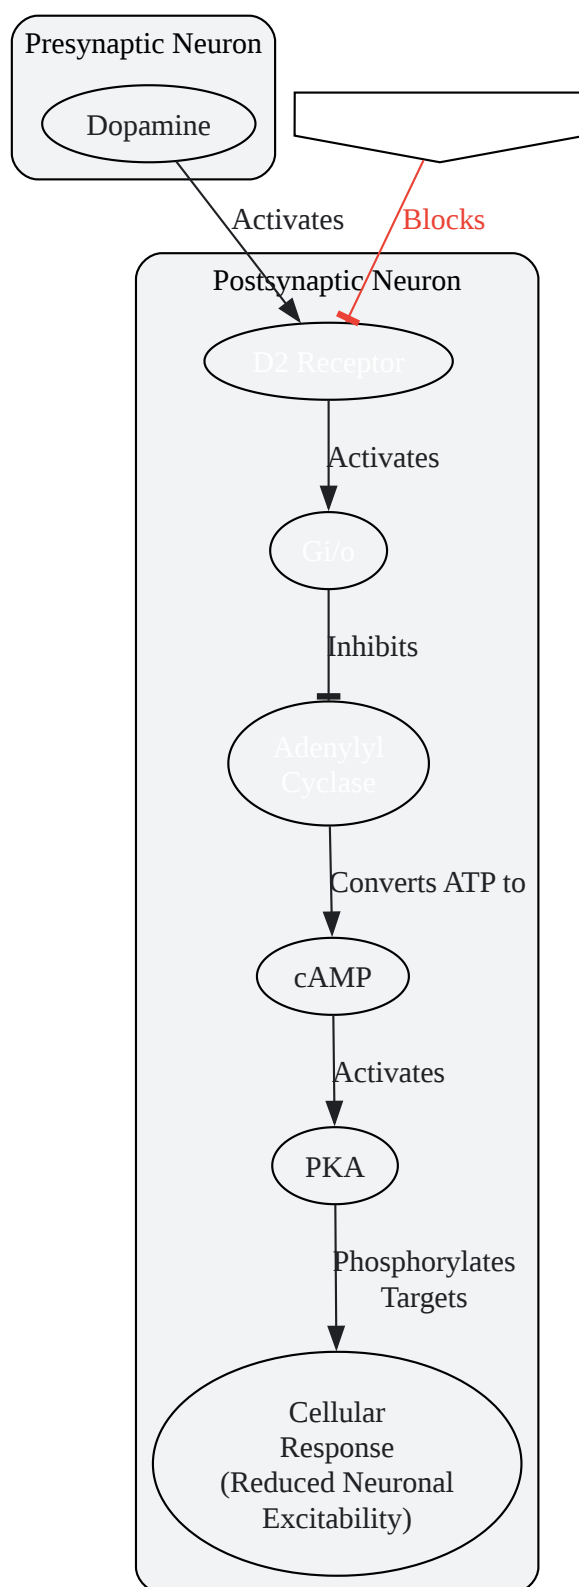 Presynaptic Neuron
Dopamine
Activates
Blocks
Postsynaptic Neuron
D2 Receptor
Activates
Gi/o
Inhibits
Adenylyl
Cyclase
Converts ATP to
cAMP
Activates
PKA
Phosphorylates
Targets
Cellular
Response
(Reduced Neuronal
Excitability)